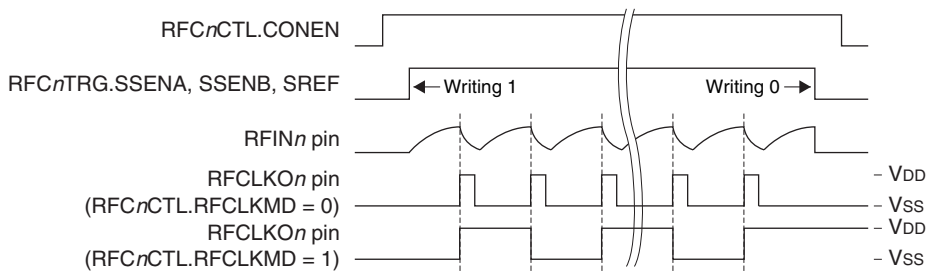 RFCnCTL.CONEN
RFCnTRG.SSENA, SSENB, SREF
Writing 1
Writing 0
RFINn pin
RFCLKOn pin
(RFCnCTL.RFCLKMD = 0)
VDD
VSS
RFCLKOn pin
(RFCnCTL.RFCLKMD = 1)
VDD
VSS